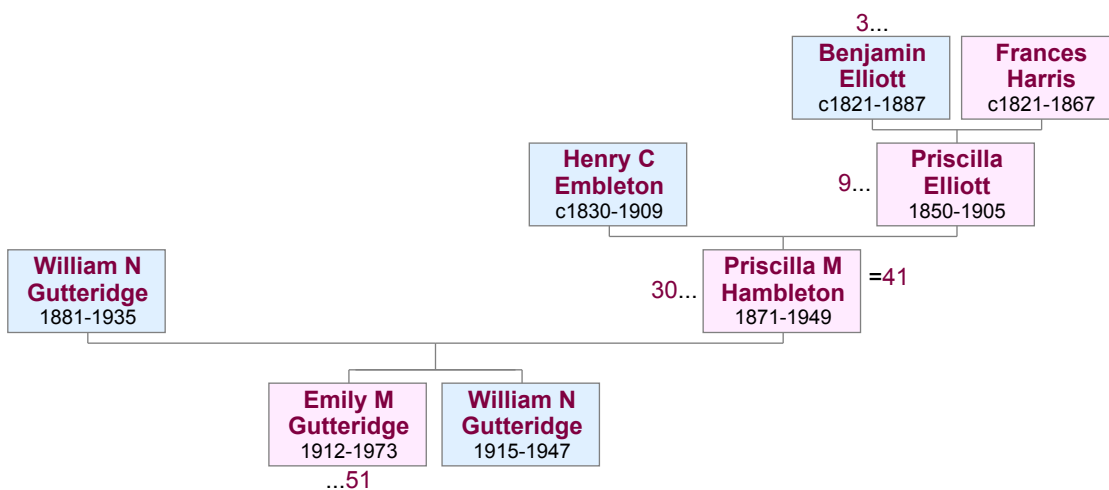 3...
Benjamin
Elliott
c1821-1887
Frances
Harris
c1821-1867
Henry C
Embleton
c1830-1909
9...
Priscilla
Elliott
1850-1905
William N
Gutteridge
1881-1935
30...
Priscilla M
Hambleton
1871-1949
=41
Emily M
Gutteridge
1912-1973
...51
William N
Gutteridge
1915-1947